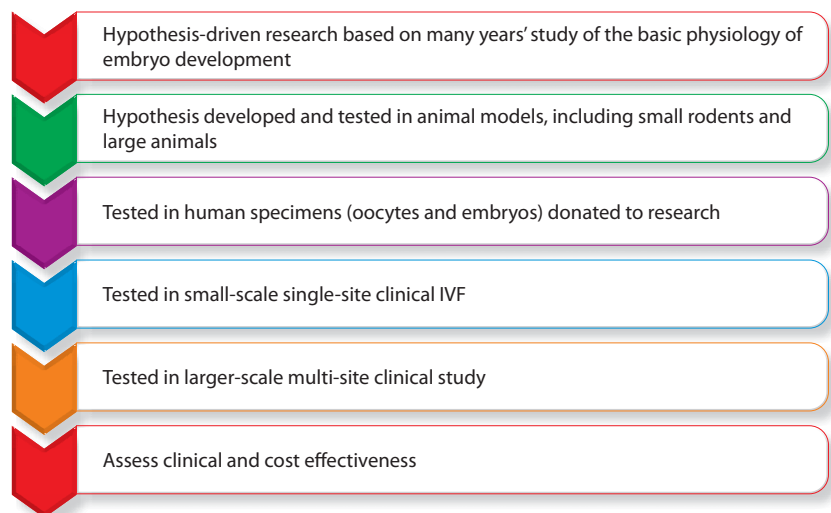 Hypothesis-driven research based on many years’ study of the basic physiology of
embryo development
Hypothesis developed and tested in animal models, including small rodents and
large animals
Tested in human specimens (oocytes and embryos) donated to research
Tested in small-scale single-site clinical IVF
Tested in larger-scale multi-site clinical study
Assess clinical and cost effectiveness